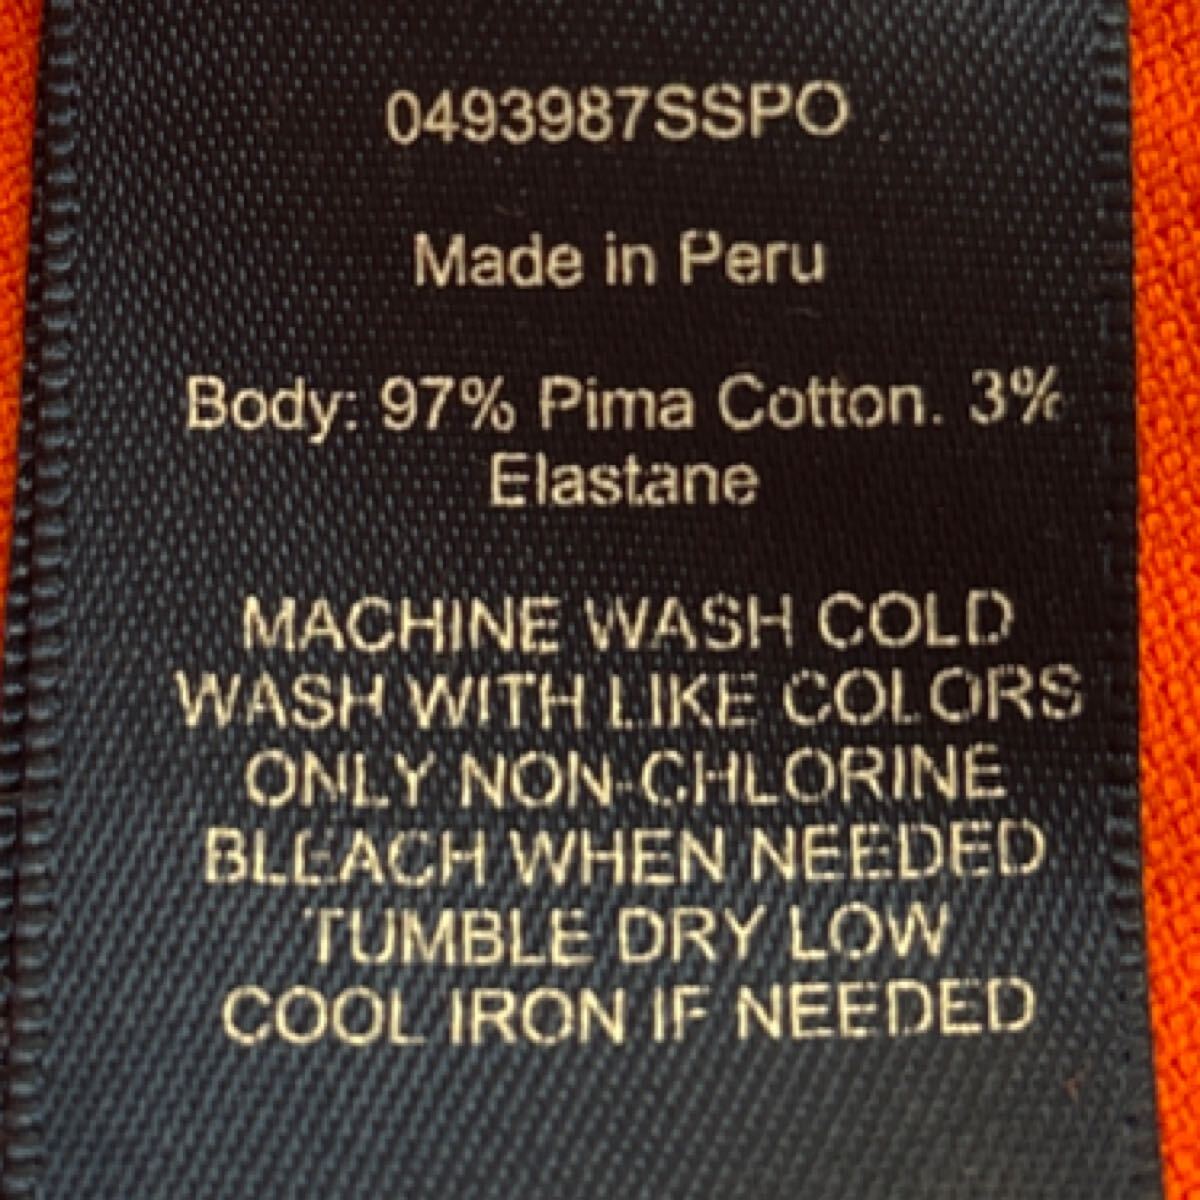 0493987SSPO
Made in Peru
Body: 97% Pima Cotton. 3%
Elastane
MACHINE WASH COLD
WASH WITH LIKE COLORS
ONLY NON-CHLORINE
BLEACH WHEN NEEDED
TUMBLE DRY LOW
COOL IRON IF NEEDED